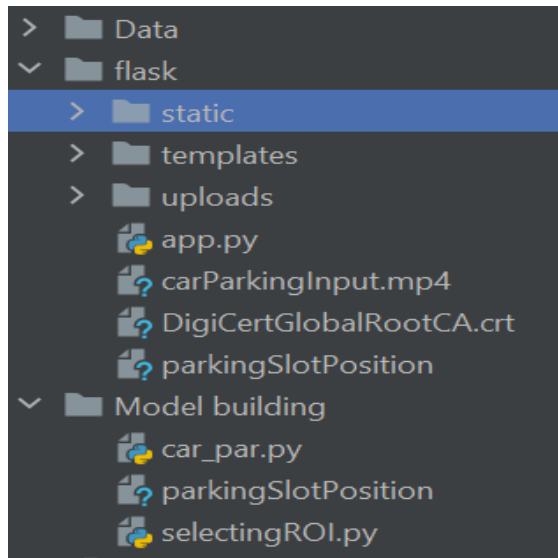 Data
flask
static
templates
uploads
app.py
carParkingInput.mp4
DigiCertGlobalRootCA.crt
parkingSlotPosition
Model building
car_par.py
parkingSlotPosition
selectingROI.py